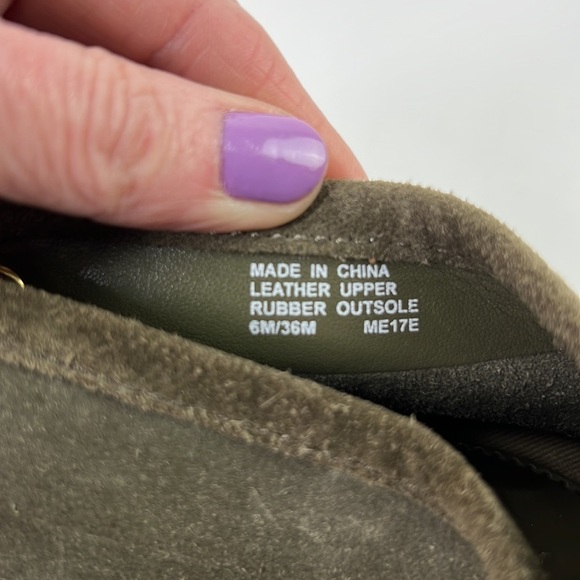 MADE IN CHINA
LEATHER UPPER
RUBBER OUTSOLE
6M/36M ME17E